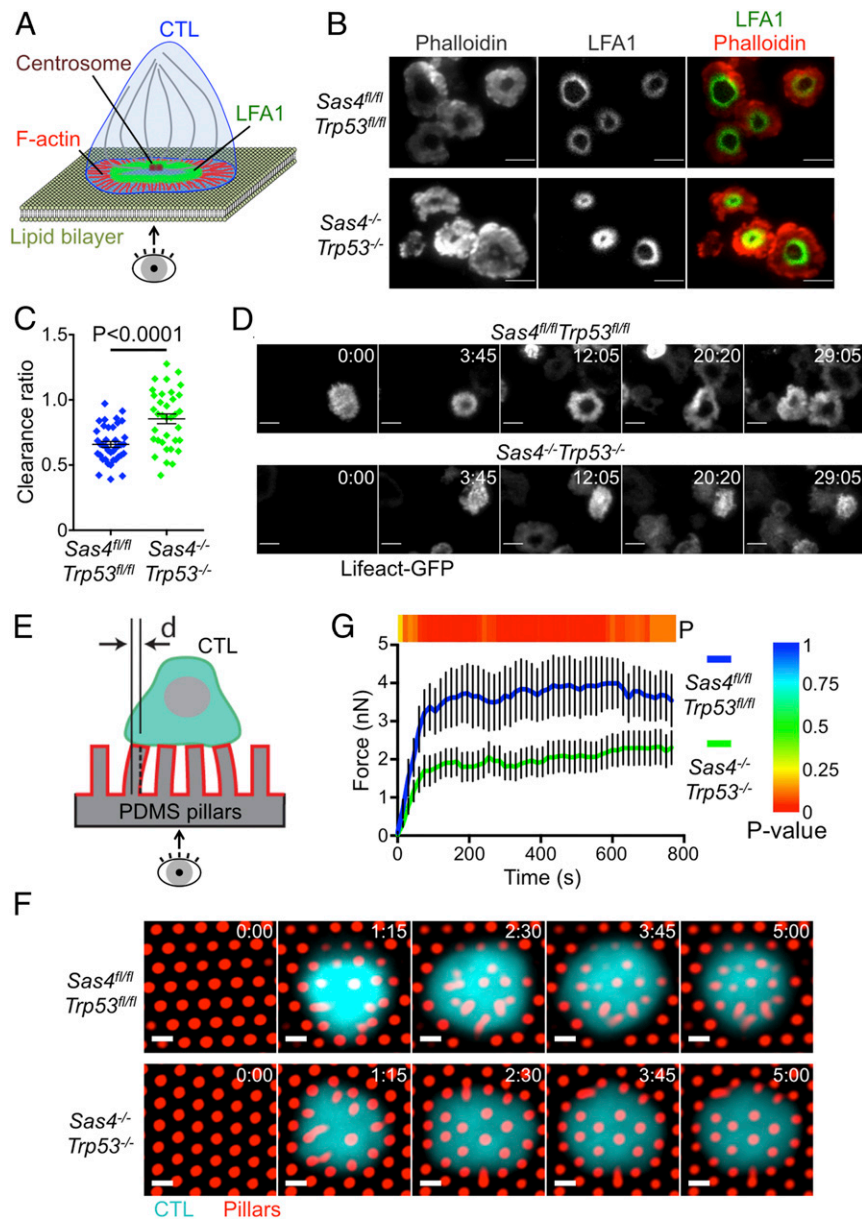 A
CTL
Centrosome
LFA1
F-actin
Lipid bilayer
B
LFA1
Phalloidin LFA1 Phalloidin
Sas4fl/fl
Trp53fl/fl
Sas4-/-
Trp53-/-
C
P<0.0001
1.5
1.0
0.5
0
Clearance ratio
Sas4fl/fl Sas4-/-
Trp53fl/fl Trp53-/-
D
Sas4fl/flTrp53fl/fl
0:00 3:45 12:05 20:20 29:05
Sas4-/-Trp53-/-
0:00 3:45 12:05 20:20 29:05
Lifeact-GFP
E
d
CTL
PDMS pillars
G
P
5
4
3
2
1
0
Force (nN)
0 200 400 600 800
Time (s)
Sas4fl/fl
Trp53fl/fl
Sas4-/-
Trp53-/-
1
0.75
0.5
0.25
0
P-value
F
Sas4fl/fl
Trp53fl/fl
0:00 1:15 2:30 3:45 5:00
Sas4-/-
Trp53-/-
0:00 1:15 2:30 3:45 5:00
CTL Pillars